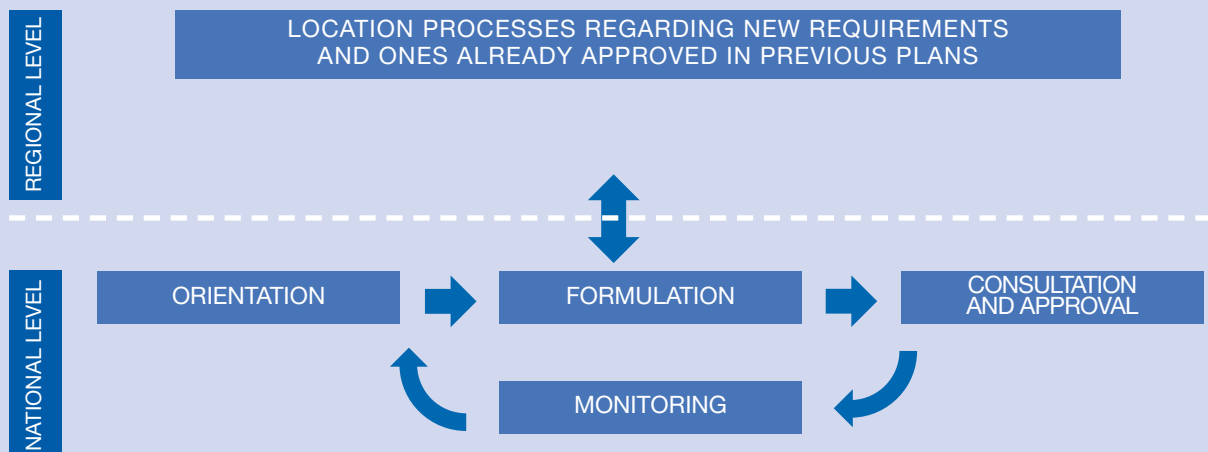 REGIONAL LEVEL
LOCATION PROCESSES REGARDING NEW REQUIREMENTS
AND ONES ALREADY APPROVED IN PREVIOUS PLANS
NATIONAL LEVEL
ORIENTATION
FORMULATION
CONSULTATION
AND APPROVAL
MONITORING